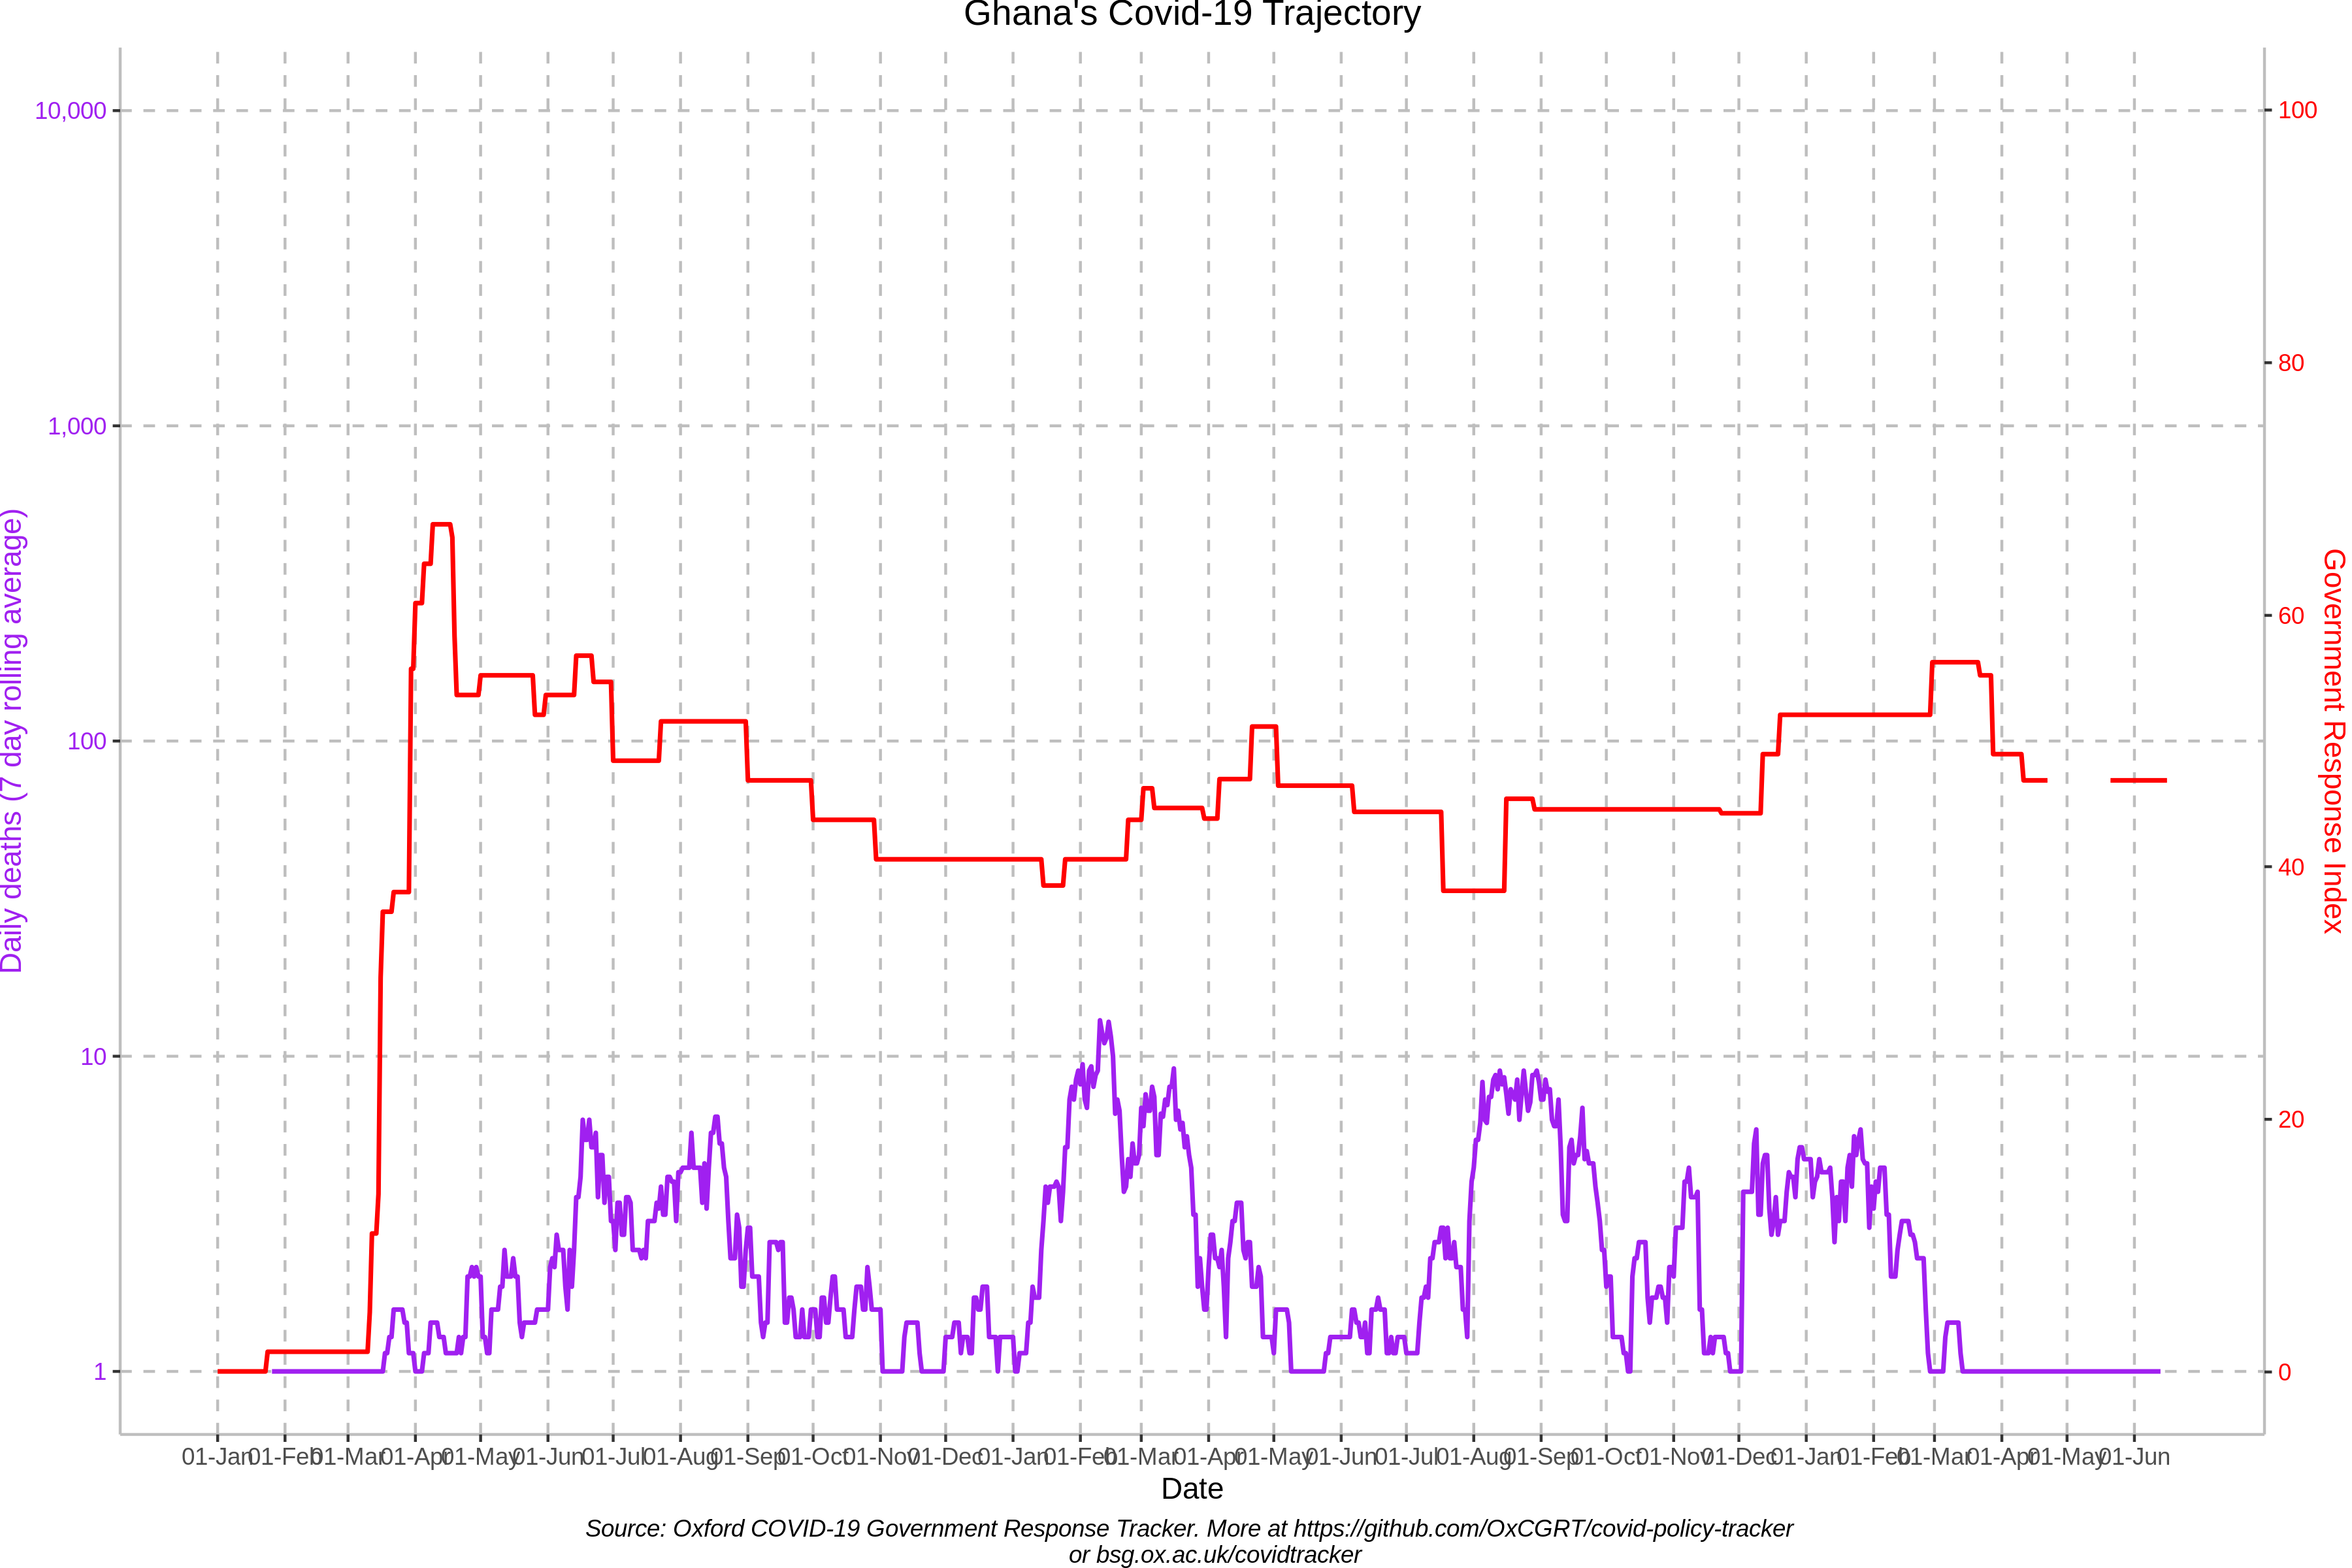 Ghana's Covid-19 Trajectory
10,000
1,000
100
10
1
Daily deaths (7 day rolling average)
100
80
60
40
20
0
Government Response Index
01-Jan 01-Feb 01-Mar 01-Apr 01-May 01-Jun 01-Jul 01-Aug 01-Sep 01-Oct 01-Nov 01-Dec 01-Jan 01-Feb 01-Mar 01-Apr 01-May 01-Jun 01-Jul 01-Aug 01-Sep 01-Oct 01-Nov 01-Dec 01-Jan 01-Feb 01-Mar 01-Apr 01-May 01-Jun
Date
Source: Oxford COVID-19 Government Response Tracker. More at https://github.com/OxCGRT/covid-policy-tracker
or bsg.ox.ac.uk/covidtracker